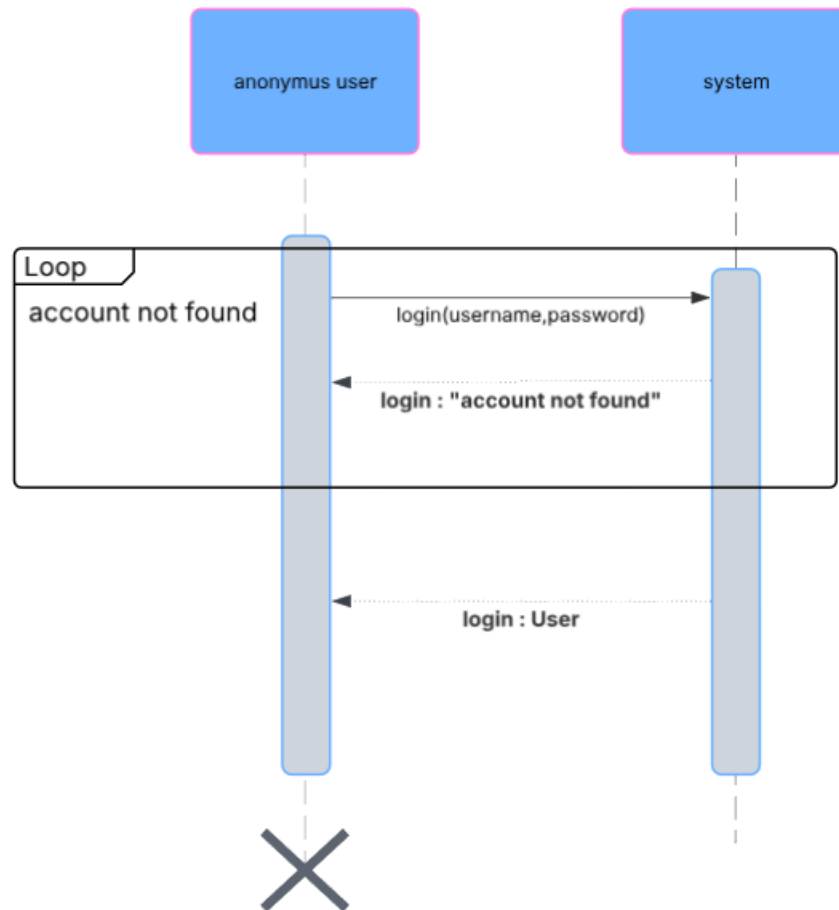 anonymus user
system
Loop
account not found
login(username,password)
login : "account not found"
login : User